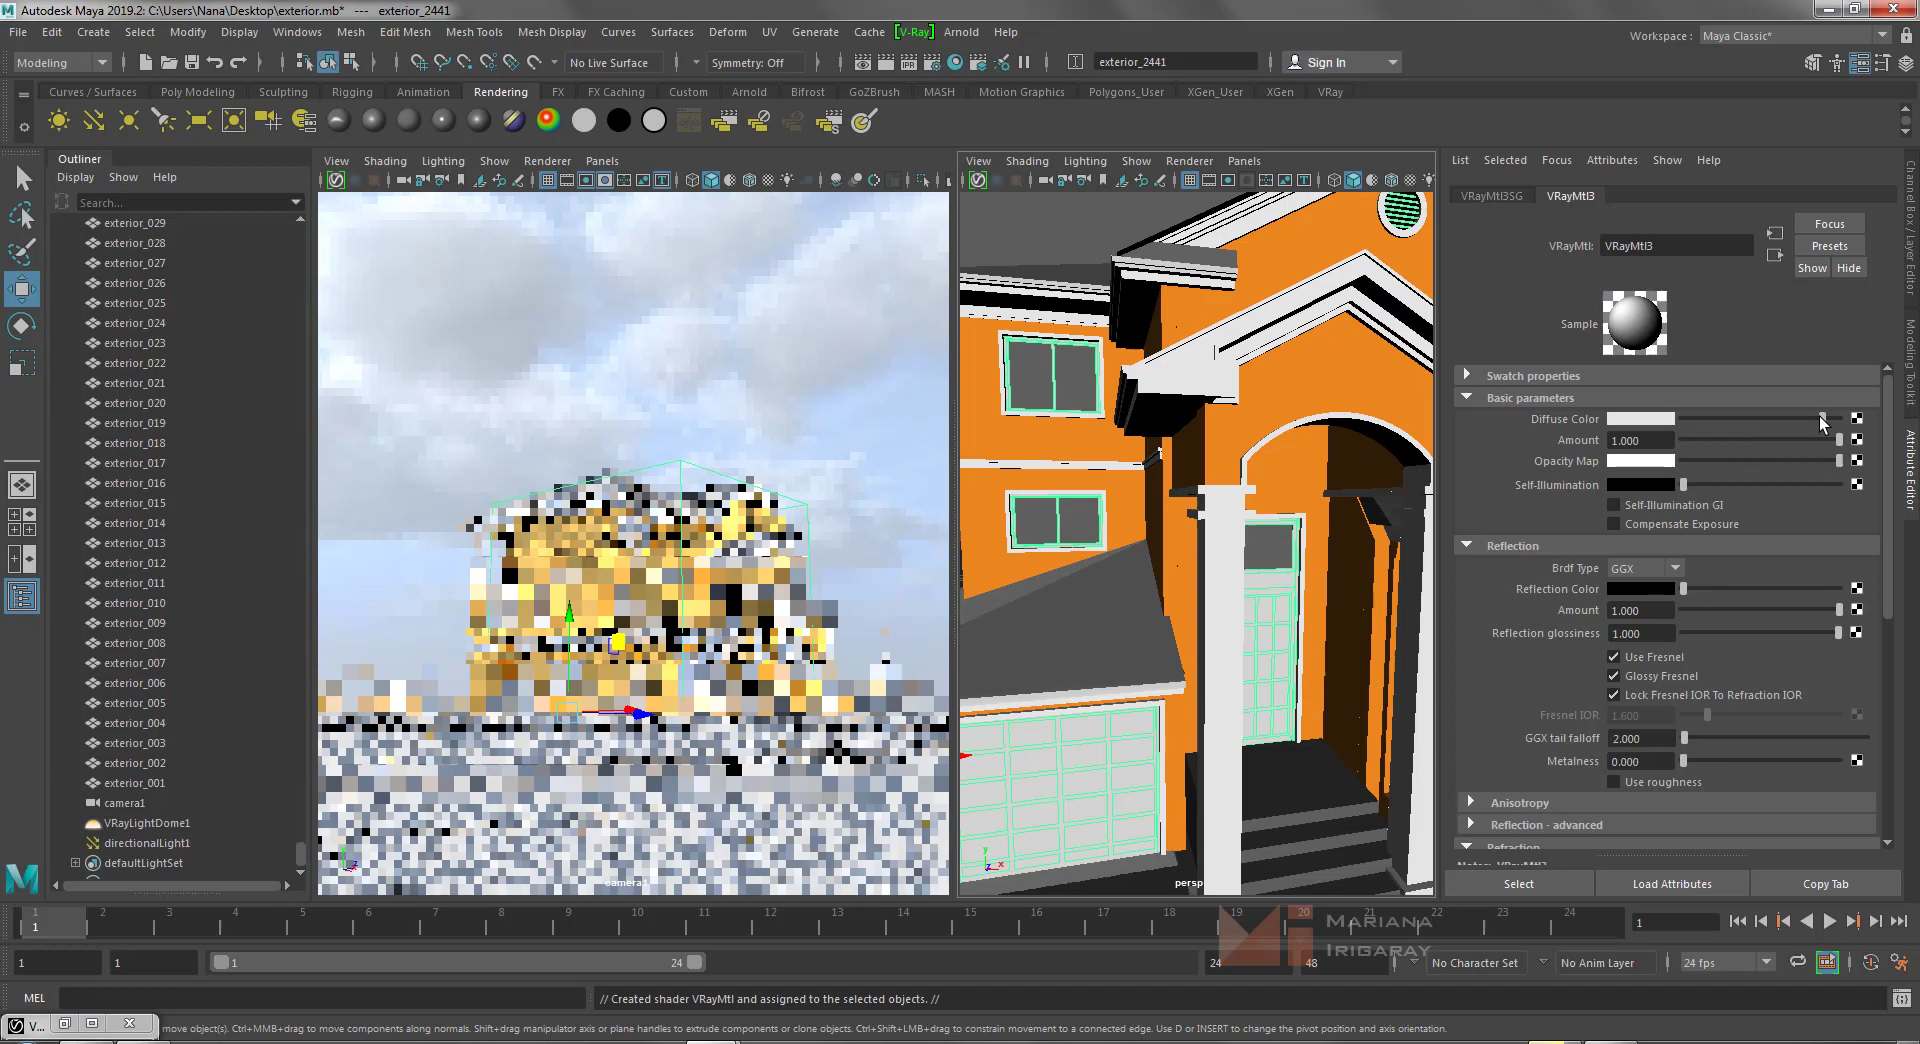 Autodesk Maya 2019.2: C:\Users\Nana\Desktop\exterior.mb*   ---   exterior_2441
File Edit Create Select Modify Display Windows Mesh Edit Mesh Mesh Tools Mesh Display Curves Surfaces Deform UV Generate Cache [V-Ray] Arnold Help
Workspace : Maya Classic*
Modeling No Live Surface Symmetry: Off IPR exterior_2441 Sign In
Curves / Surfaces Poly Modeling Sculpting Rigging Animation Rendering FX FX Caching Custom Arnold Bifrost GoZBrush MASH Motion Graphics Polygons_User XGen_User XGen VRay
Outliner
Display Show Help
Search...
exterior_029
exterior_028
exterior_027
exterior_026
exterior_025
exterior_024
exterior_023
exterior_022
exterior_021
exterior_020
exterior_019
exterior_018
exterior_017
exterior_016
exterior_015
exterior_014
exterior_013
exterior_012
exterior_011
exterior_010
exterior_009
exterior_008
exterior_007
exterior_006
exterior_005
exterior_004
exterior_003
exterior_002
exterior_001
camera1
VRayLightDome1
directionalLight1
defaultLightSet
View Shading Lighting Show Renderer Panels
camera1
View Shading Lighting Show Renderer Panels
persp
List Selected Focus Attributes Show Help
VRayMtl3SG VRayMtl3
Focus
VRayMtl: VRayMtl3
Presets
Show Hide
Sample
Swatch properties
Basic parameters
Diffuse Color
Amount 1.000
Opacity Map
Self-Illumination
Self-Illumination GI
Compensate Exposure
Reflection
Brdf Type GGX
Reflection Color
Amount 1.000
Reflection glossiness 1.000
Use Fresnel
Glossy Fresnel
Lock Fresnel IOR To Refraction IOR
Fresnel IOR 1.600
GGX tail falloff 2.000
Metalness 0.000
Use roughness
Anisotropy
Reflection - advanced
Refraction
Notes: VRayMtl3
Select Load Attributes Copy Tab
Channel Box / Layer Editor
Modeling Toolkit
Attribute Editor
1 2 3 4 5 6 7 8 9 10 11 12 13 14 15 16 17 18 19 20 21 22 23 24
1
1
MARIANA
IRIGARAY
1 1 1 24 24 48 No Character Set No Anim Layer 24 fps
MEL // Created shader VRayMtl and assigned to the selected objects. //
V... move object(s). Ctrl+MMB+drag to move components along normals. Shift+drag manipulator axis or plane handles to extrude components or clone objects. Ctrl+Shift+LMB+drag to constrain movement to a connected edge. Use D or INSERT to change the pivot position and axis orientation.